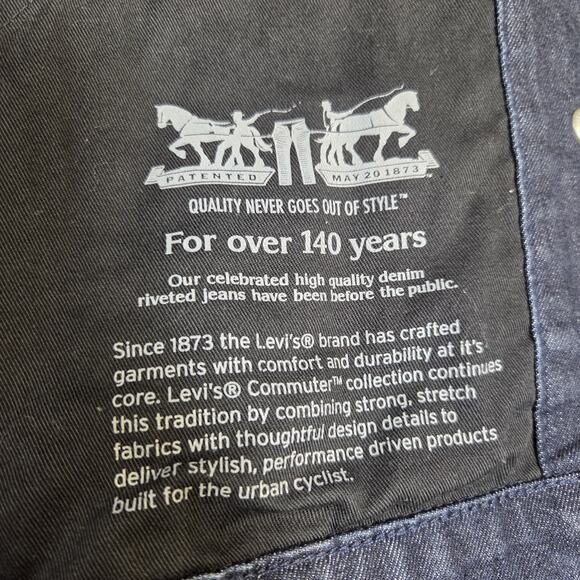 PATENTED MAY 20 1873
QUALITY NEVER GOES OUT OF STYLE™
For over 140 years
Our celebrated high quality denim
riveted jeans have been before the public.
Since 1873 the Levi's® brand has crafted
garments with comfort and durability at it's
core. Levi's® Commuter™ collection continues
this tradition by combining strong, stretch
fabrics with thoughtful design details to
deliver stylish, performance driven products
built for the urban cyclist.